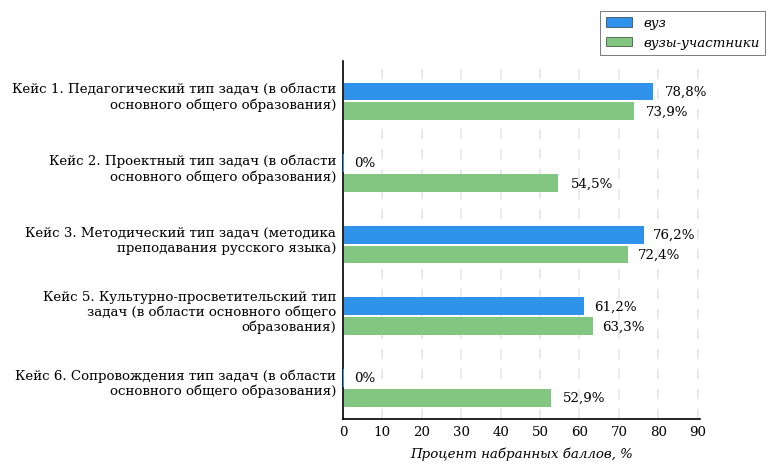 вуз
вузы-участники
Кейс 1. Педагогический тип задач (в области
основного общего образования)
78,8%
73,9%
Кейс 2. Проектный тип задач (в области
основного общего образования)
0%
54,5%
Кейс 3. Методический тип задач (методика
преподавания русского языка)
76,2%
72,4%
Кейс 5. Культурно-просветительский тип
задач (в области основного общего
образования)
61,2%
63,3%
Кейс 6. Сопровождения тип задач (в области
основного общего образования)
0%
52,9%
0 10 20 30 40 50 60 70 80 90
Процент набранных баллов, %